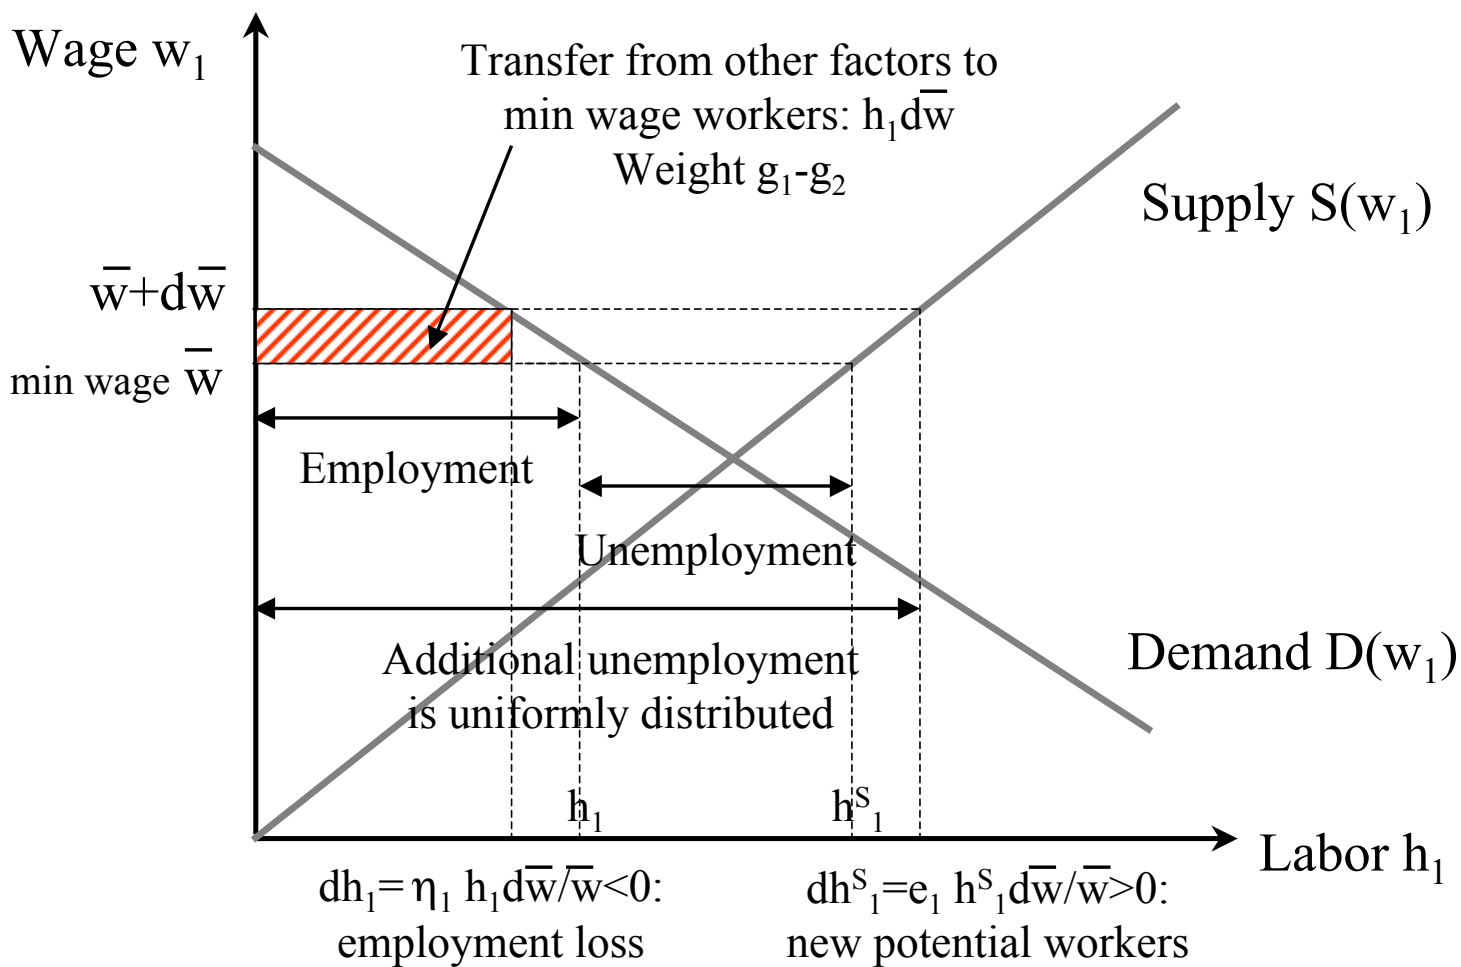 Wage w₁
Transfer from other factors to
min wage workers: h₁dw̅
Weight g₁-g₂
Supply S(w₁)
w̅+dw̅
min wage w̅
Employment
Unemployment
Additional unemployment
is uniformly distributed
Demand D(w₁)
h₁
hˢ₁
Labor h₁
dh₁= η₁ h₁dw̅/w̅<0:
employment loss
dhˢ₁=e₁ hˢ₁dw̅/w̅>0:
new potential workers